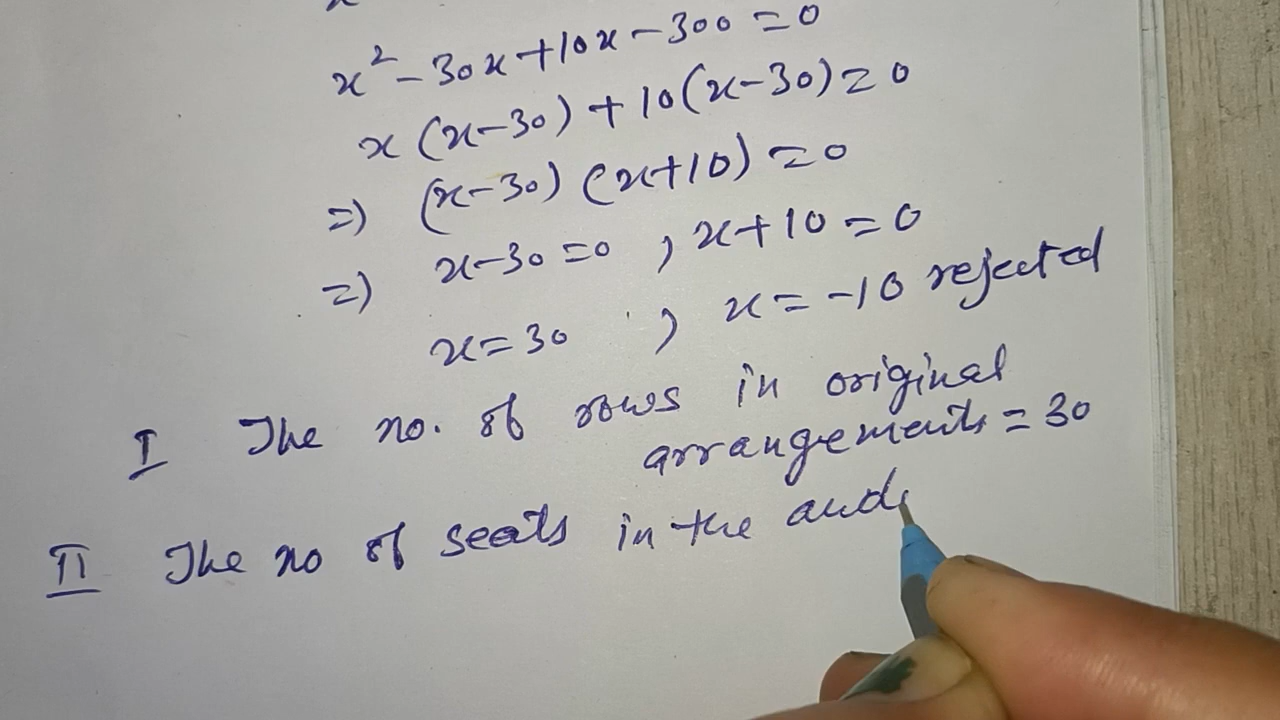 x² - 30x + 10x - 300 = 0
x (x-30) + 10(x-30) = 0
=) (x-30) (x+10) = 0
=) x-30 = 0 , x+10 = 0
x = 30 , x = -10 rejected
I The no. of rows in original
arrangements = 30
II The no of seats in the aud